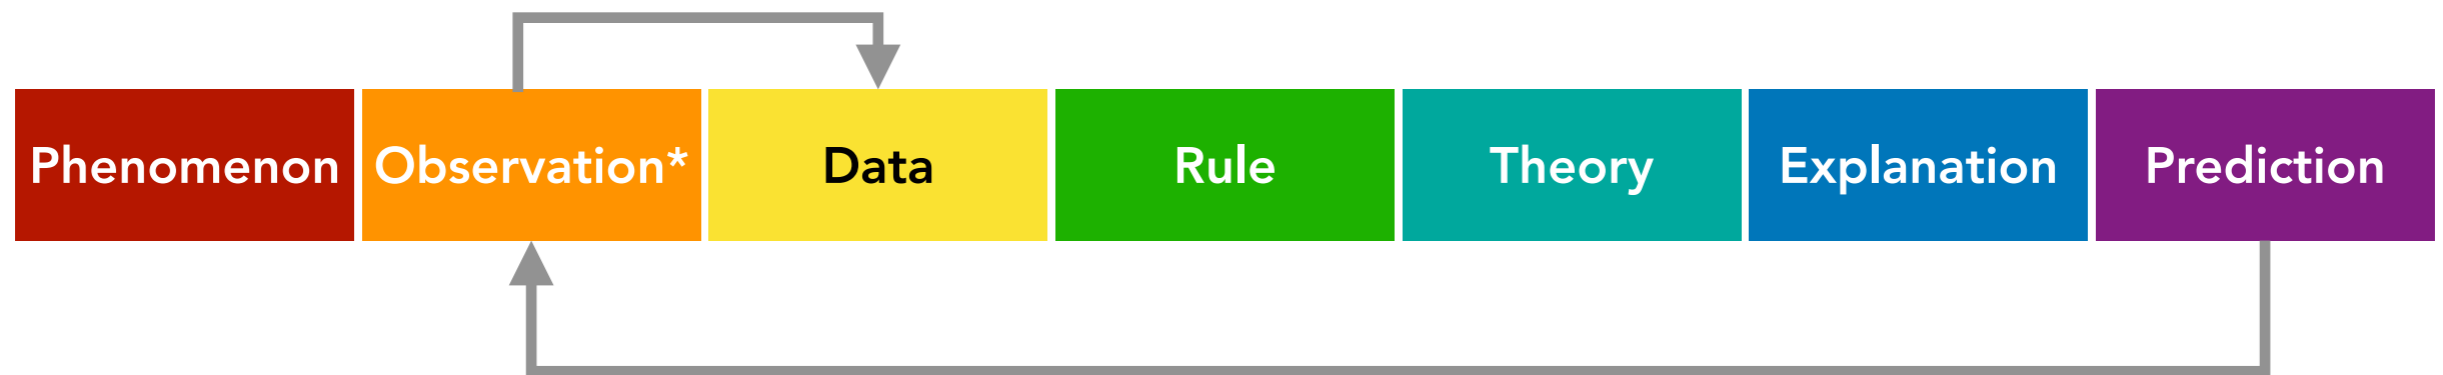 Phenomenon
Observation*
Data
Rule
Theory
Explanation
Prediction